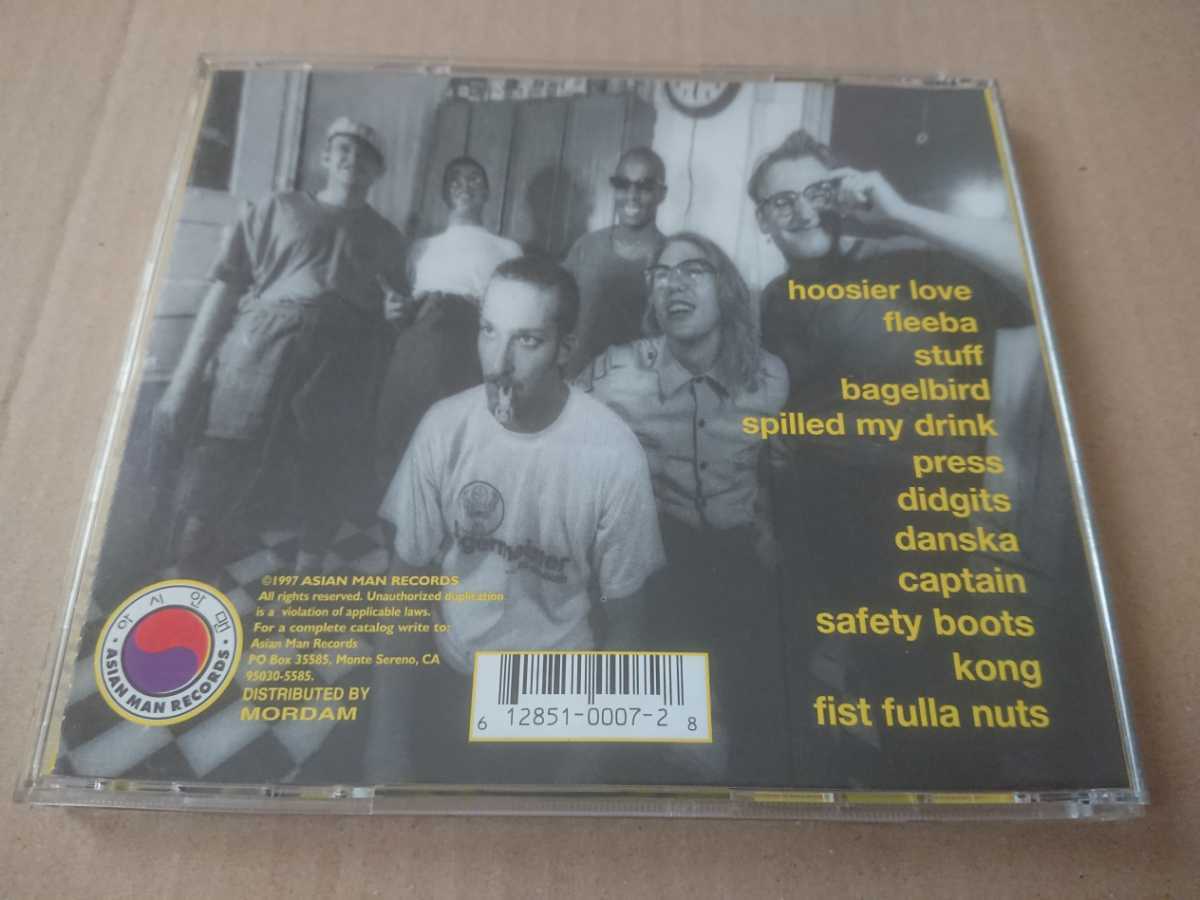 hoosier love
fleeba
stuff
bagelbird
spilled my drink
press
didgits
danska
captain
safety boots
kong
fist fulla nuts
©1997 ASIAN MAN RECORDS
All rights reserved. Unauthorized duplication
is a violation of applicable laws.
For a complete catalog write to:
Asian Man Records
PO Box 35585, Monte Sereno, CA
95030-5585.
DISTRIBUTED BY
MORDAM
아시안맨
• ASIAN MAN RECORDS •
6 12851-0007-2 8